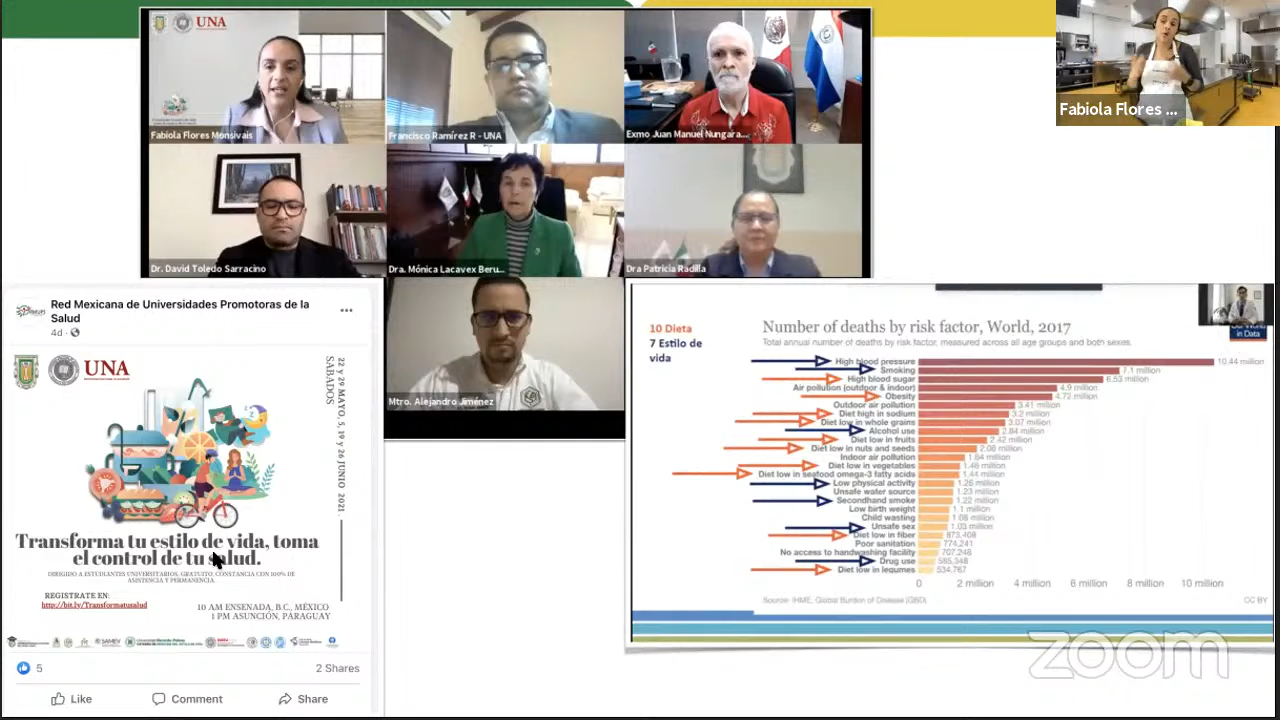 UNA
Fabiola Flores Monsivais
Francisco Ramírez R - UNA
Exmo Juan Manuel Nungara...
Dr. David Toledo Sarracino
Dra. Mónica Lacavex Beru...
Dra Patricia Radilla
Mtro. Alejandro Jiménez
Fabiola Flores ...
Red Mexicana de Universidades Promotoras de la
Salud
4d
UNA
SÁBADOS
22 Y 29 MAYO, 5, 19 Y 26 JUNIO 2021
Transforma tu estilo de vida, toma
el control de tu salud.
DIRIGIDO A ESTUDIANTES UNIVERSITARIOS, GRATUITO, CONSTANCIA CON 100% DE
ASISTENCIA Y PERMANENCIA.
REGISTRATE EN:
http://bit.ly/Transformatusalud
10 AM ENSENADA, B.C., MÉXICO
1 PM ASUNCIÓN, PARAGUAY
5
2 Shares
Like
Comment
Share
10 Dieta
7 Estilo de
vida
Number of deaths by risk factor, World, 2017
Total annual number of deaths by risk factor, measured across all age groups and both sexes.
in Data
High blood pressure 10.44 million
Smoking 7.1 million
High blood sugar 6.53 million
Air pollution (outdoor & indoor) 4.9 million
Obesity 4.72 million
Outdoor air pollution 3.41 million
Diet high in sodium 3.2 million
Diet low in whole grains 3.07 million
Alcohol use 2.84 million
Diet low in fruits 2.42 million
Diet low in nuts and seeds 2.06 million
Indoor air pollution 1.64 million
Diet low in vegetables 1.46 million
Diet low in seafood omega-3 fatty acids 1.44 million
Low physical activity 1.26 million
Unsafe water source 1.23 million
Secondhand smoke 1.22 million
Low birth weight 1.1 million
Child wasting 1.08 million
Unsafe sex 1.03 million
Diet low in fiber 873,408
Poor sanitation 774,241
No access to handwashing facility 707,248
Drug use 585,348
Diet low in legumes 534,767
0 2 million 4 million 6 million 8 million 10 million
Source: IHME, Global Burden of Disease (GBD)
CC BY
zoom